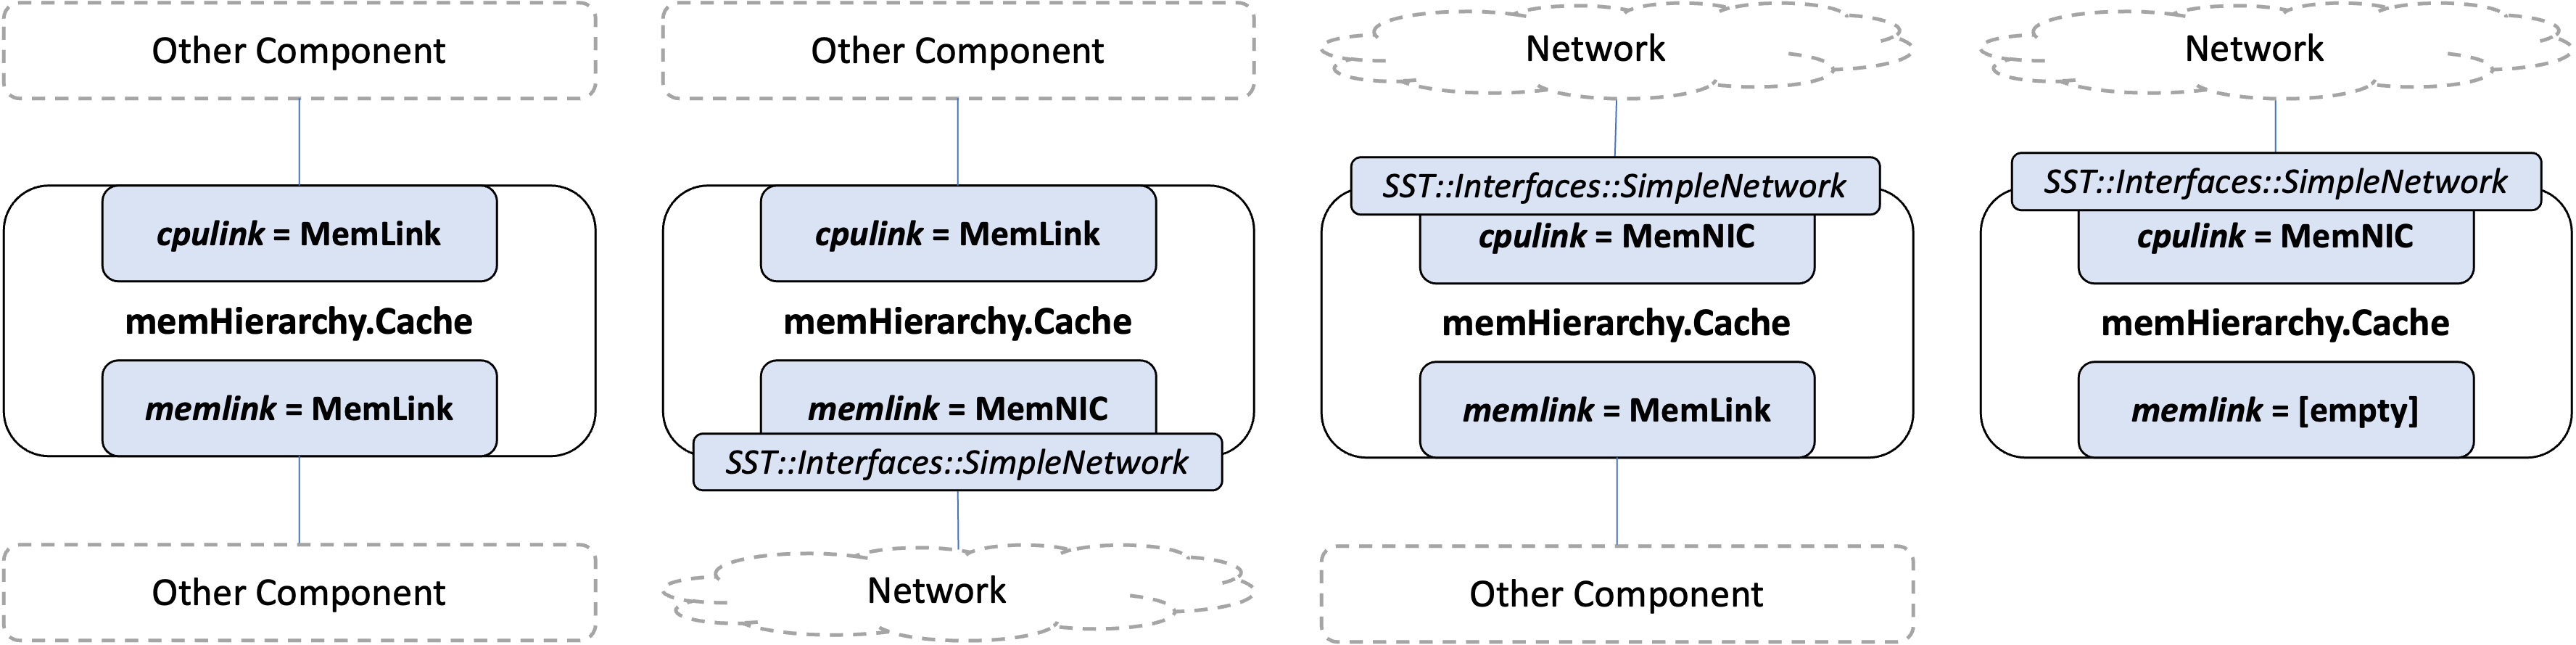 Other Component
cpulink = MemLink
memHierarchy.Cache
memlink = MemLink
Other Component
Other Component
cpulink = MemLink
memHierarchy.Cache
memlink = MemNIC
SST::Interfaces::SimpleNetwork
Network
Network
SST::Interfaces::SimpleNetwork
cpulink = MemNIC
memHierarchy.Cache
memlink = MemLink
Other Component
Network
SST::Interfaces::SimpleNetwork
cpulink = MemNIC
memHierarchy.Cache
memlink = [empty]